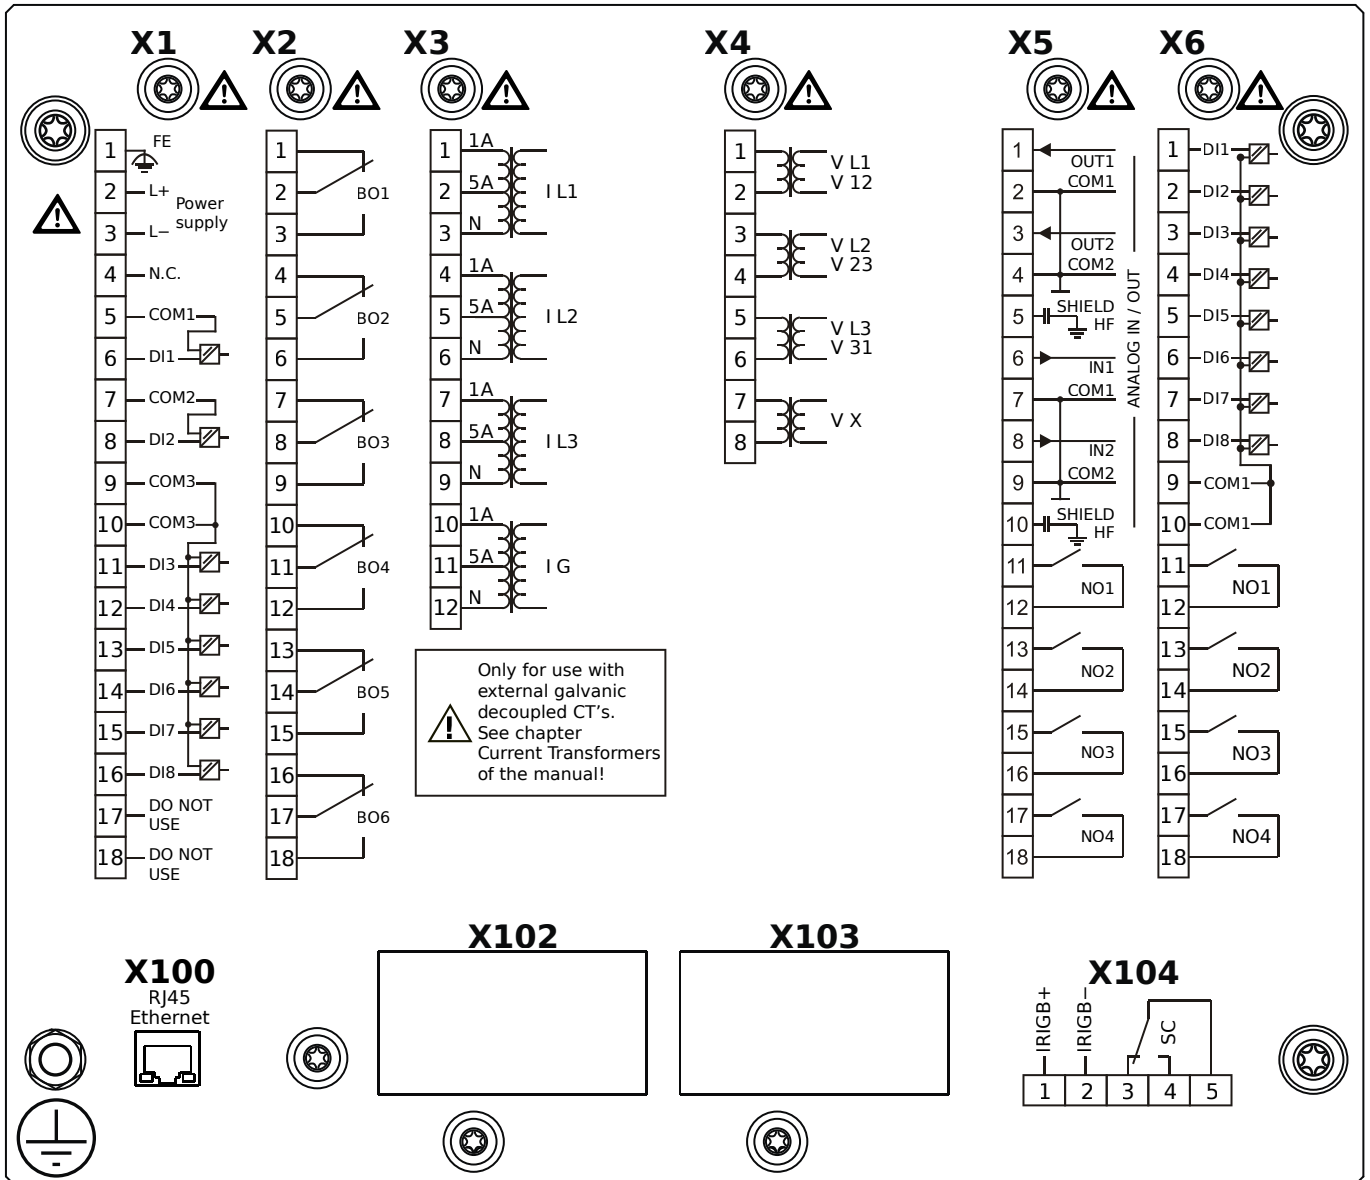 X1
X2
X3
X4
X5
X6
1 FE
2 L+
Power
supply
3 L−
4 N.C.
5 COM1
6 DI1
7 COM2
8 DI2
9 COM3
10 COM3
11 DI3
12 DI4
13 DI5
14 DI6
15 DI7
16 DI8
17 DO NOT
USE
18 DO NOT
USE
1
2 BO1
3
4
5 BO2
6
7
8 BO3
9
10
11 BO4
12
13
14 BO5
15
16
17 BO6
18
1 1A
2 5A I L1
3 N
4 1A
5 5A I L2
6 N
7 1A
8 5A I L3
9 N
10 1A
11 5A I G
12 N
Only for use with
external galvanic
decoupled CT's.
See chapter
Current Transformers
of the manual!
1 V L1
2 V 12
3 V L2
4 V 23
5 V L3
6 V 31
7 V X
8
1 OUT1
2 COM1
3 OUT2
4 COM2
5 SHIELD
HF
6 IN1
7 COM1
8 IN2
9 COM2
10 SHIELD
HF
ANALOG IN / OUT
11 NO1
12
13 NO2
14
15 NO3
16
17 NO4
18
1 DI1
2 DI2
3 DI3
4 DI4
5 DI5
6 DI6
7 DI7
8 DI8
9 COM1
10 COM1
11 NO1
12
13 NO2
14
15 NO3
16
17 NO4
18
X100
RJ45
Ethernet
X102
X103
X104
IRIGB+
IRIGB−
SC
1 2 3 4 5